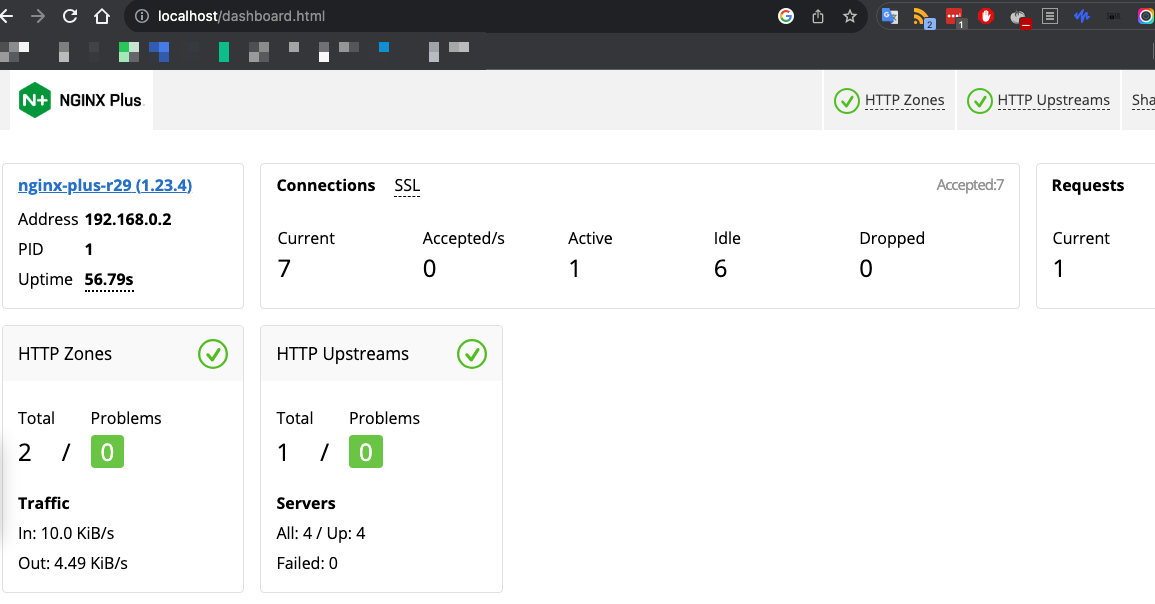 localhost/dashboard.html
2
1
N+ NGINX Plus
HTTP Zones
HTTP Upstreams
Sha
nginx-plus-r29 (1.23.4)
Address 192.168.0.2
PID 1
Uptime 56.79s
Connections SSL Accepted:7
Current Accepted/s Active Idle Dropped
7 0 1 6 0
Requests
Current
1
HTTP Zones
Total Problems
2 / 0
Traffic
In: 10.0 KiB/s
Out: 4.49 KiB/s
HTTP Upstreams
Total Problems
1 / 0
Servers
All: 4 / Up: 4
Failed: 0